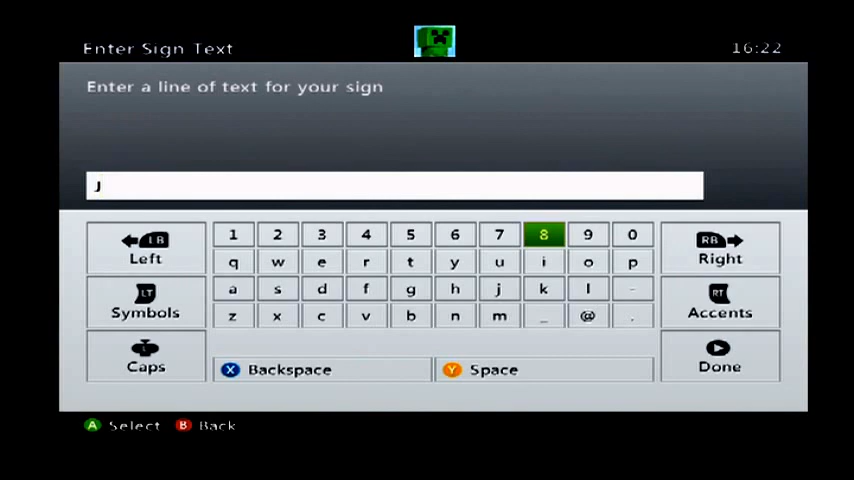 Enter Sign Text
16:22
Enter a line of text for your sign
J
LB
Left
1 2 3 4 5 6 7 8 9 0
RB
Right
q w e r t y u i o p
LT
Symbols
a s d f g h j k l -
RT
Accents
z x c v b n m _ @ .
Caps
X Backspace
Y Space
Done
A Select B Back